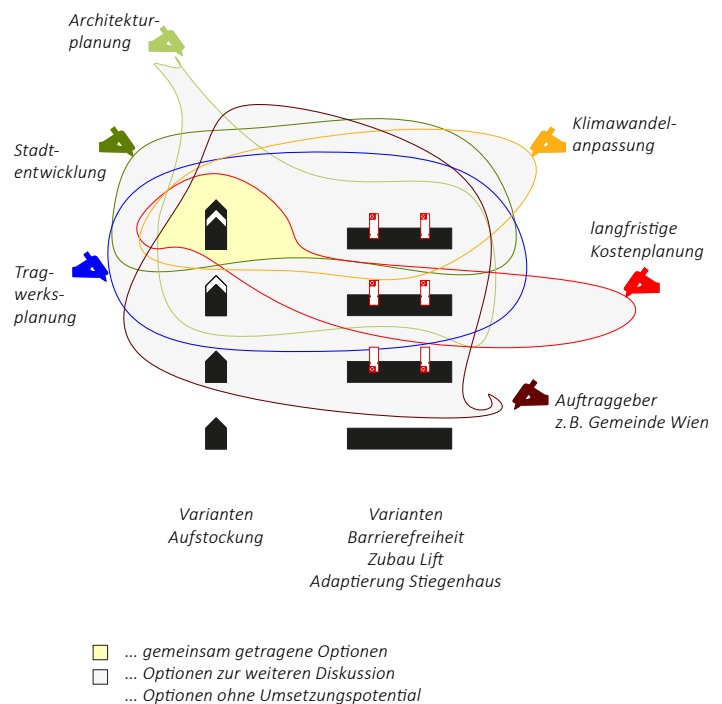 Architektur-
planung
Stadt-
entwicklung
Klimawandel-
anpassung
langfristige
Kostenplanung
Trag-
werks-
planung
Auftraggeber
z. B. Gemeinde Wien
Varianten
Aufstockung
Varianten
Barrierefreiheit
Zubau Lift
Adaptierung Stiegenhaus
... gemeinsam getragene Optionen
... Optionen zur weiteren Diskussion
... Optionen ohne Umsetzungspotential